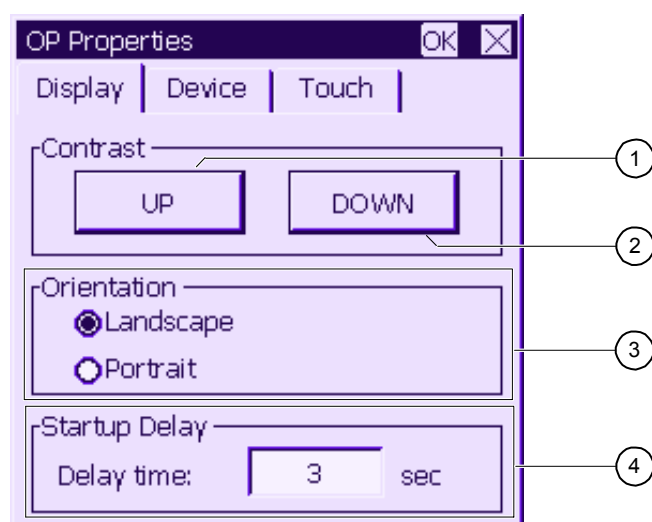 OP Properties OK
Display Device Touch
Contrast
UP DOWN
1
2
Orientation
Landscape
Portrait
3
Startup Delay
Delay time: 3 sec
4